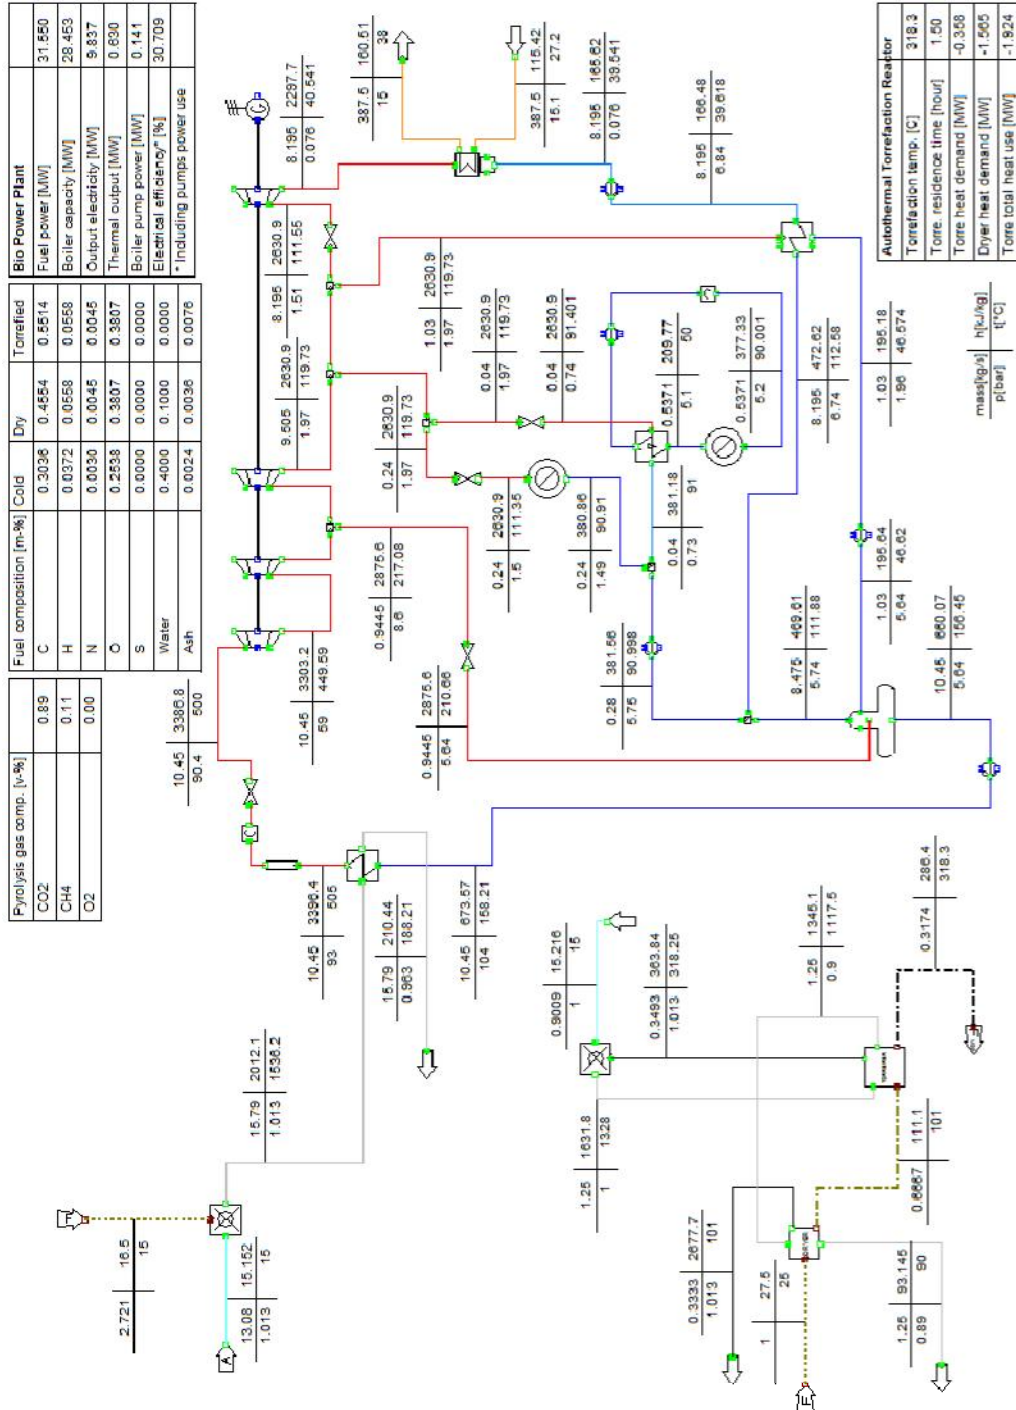 Pyrolysis gas comp. [v-%]
CO2 0.89
CH4 0.11
O2 0.00
Fuel composition [m-%] Cold Dry Torrefied
C 0.3036 0.4554 0.5514
H 0.0372 0.0558 0.0558
N 0.0030 0.0045 0.0045
O 0.2538 0.3807 0.3807
S 0.0000 0.0000 0.0000
Water 0.4000 0.1000 0.0000
Ash 0.0024 0.0036 0.0076
Bio Power Plant
Fuel power [MW] 31.550
Boiler capacity [MW] 28.453
Output electricity [MW] 9.837
Thermal output [MW] 0.630
Boiler pump power [MW] 0.141
Electrical efficiency* [%] 30.709
* Including pumps power use
F
2.721 16.5
15
A
13.08 15.152
1.013 15
15.79 2012.1
1.013 1536.2
C
10.45 3386.8
90.4 500
10.45 3396.4
93 505
15.79 210.44
0.963 188.21
10.45 673.57
104 158.21
10.45 3303.2
59 449.59
0.9445 2875.6
8.6 217.08
0.9445 2875.6
5.64 210.66
9.505 2630.9
1.97 119.73
8.195 2630.9
1.51 111.55
G
8.195 2297.7
0.076 40.541
387.5 160.51
15 38
387.5 115.42
15.1 27.2
8.195 165.62
0.076 39.541
8.195 166.48
6.84 39.618
1.03 2630.9
1.97 119.73
0.24 2630.9
1.97 119.73
0.04 2630.9
1.97 119.73
0.04 2630.9
0.74 91.401
0.24 2630.9
1.5 111.35
0.24 380.86
1.49 90.91
0.5371 209.77
5.1 50
0.5371 377.33
5.2 90.001
0.04 381.18
0.73 91
8.195 472.62
6.74 112.58
1.03 195.18
1.96 46.574
0.28 381.56
5.75 90.998
8.475 469.61
5.74 111.88
1.03 195.64
5.64 46.62
10.45 660.07
5.64 156.45
F
1 27.5
25
0.3333 2677.7
1.013 101
1.25 93.145
0.89 90
1.25 1631.8
1 1328
0.6667 111.1
101
0.9009 15.216
1 15
0.3493 363.84
1.013 318.25
1.25 1345.1
0.9 1117.5
0.3174 286.4
318.3
mass[kg/s] h[kJ/kg]
p[bar] t[°C]
Autothermal Torrefaction Reactor
Torrefaction temp. [C] 318.3
Torre. residence time [hour] 1.50
Torre heat demand [MW] -0.358
Dryer heat demand [MW] -1.565
Torre total heat use [MW] -1.924